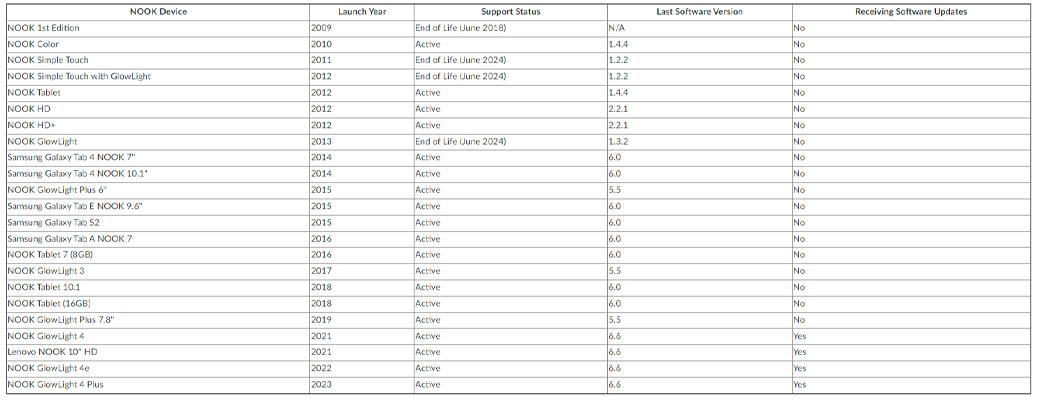 NOOK Device Launch Year Support Status Last Software Version Receiving Software Updates
NOOK 1st Edition 2009 End of Life (June 2018) N/A No
NOOK Color 2010 Active 1.4.4 No
NOOK Simple Touch 2011 End of Life (June 2024) 1.2.2 No
NOOK Simple Touch with GlowLight 2012 End of Life (June 2024) 1.2.2 No
NOOK Tablet 2012 Active 1.4.4 No
NOOK HD 2012 Active 2.2.1 No
NOOK HD+ 2012 Active 2.2.1 No
NOOK GlowLight 2013 End of Life (June 2024) 1.3.2 No
Samsung Galaxy Tab 4 NOOK 7" 2014 Active 6.0 No
Samsung Galaxy Tab 4 NOOK 10.1" 2014 Active 6.0 No
NOOK GlowLight Plus 6" 2015 Active 5.5 No
Samsung Galaxy Tab E NOOK 9.6" 2015 Active 6.0 No
Samsung Galaxy Tab S2 2015 Active 6.0 No
Samsung Galaxy Tab A NOOK 7 2016 Active 6.0 No
NOOK Tablet 7 (8GB) 2016 Active 6.0 No
NOOK GlowLight 3 2017 Active 5.5 No
NOOK Tablet 10.1 2018 Active 6.0 No
NOOK Tablet (16GB) 2018 Active 6.0 No
NOOK GlowLight Plus 7.8" 2019 Active 5.5 No
NOOK GlowLight 4 2021 Active 6.6 Yes
Lenovo NOOK 10" HD 2021 Active 6.6 Yes
NOOK GlowLight 4e 2022 Active 6.6 Yes
NOOK GlowLight 4 Plus 2023 Active 6.6 Yes